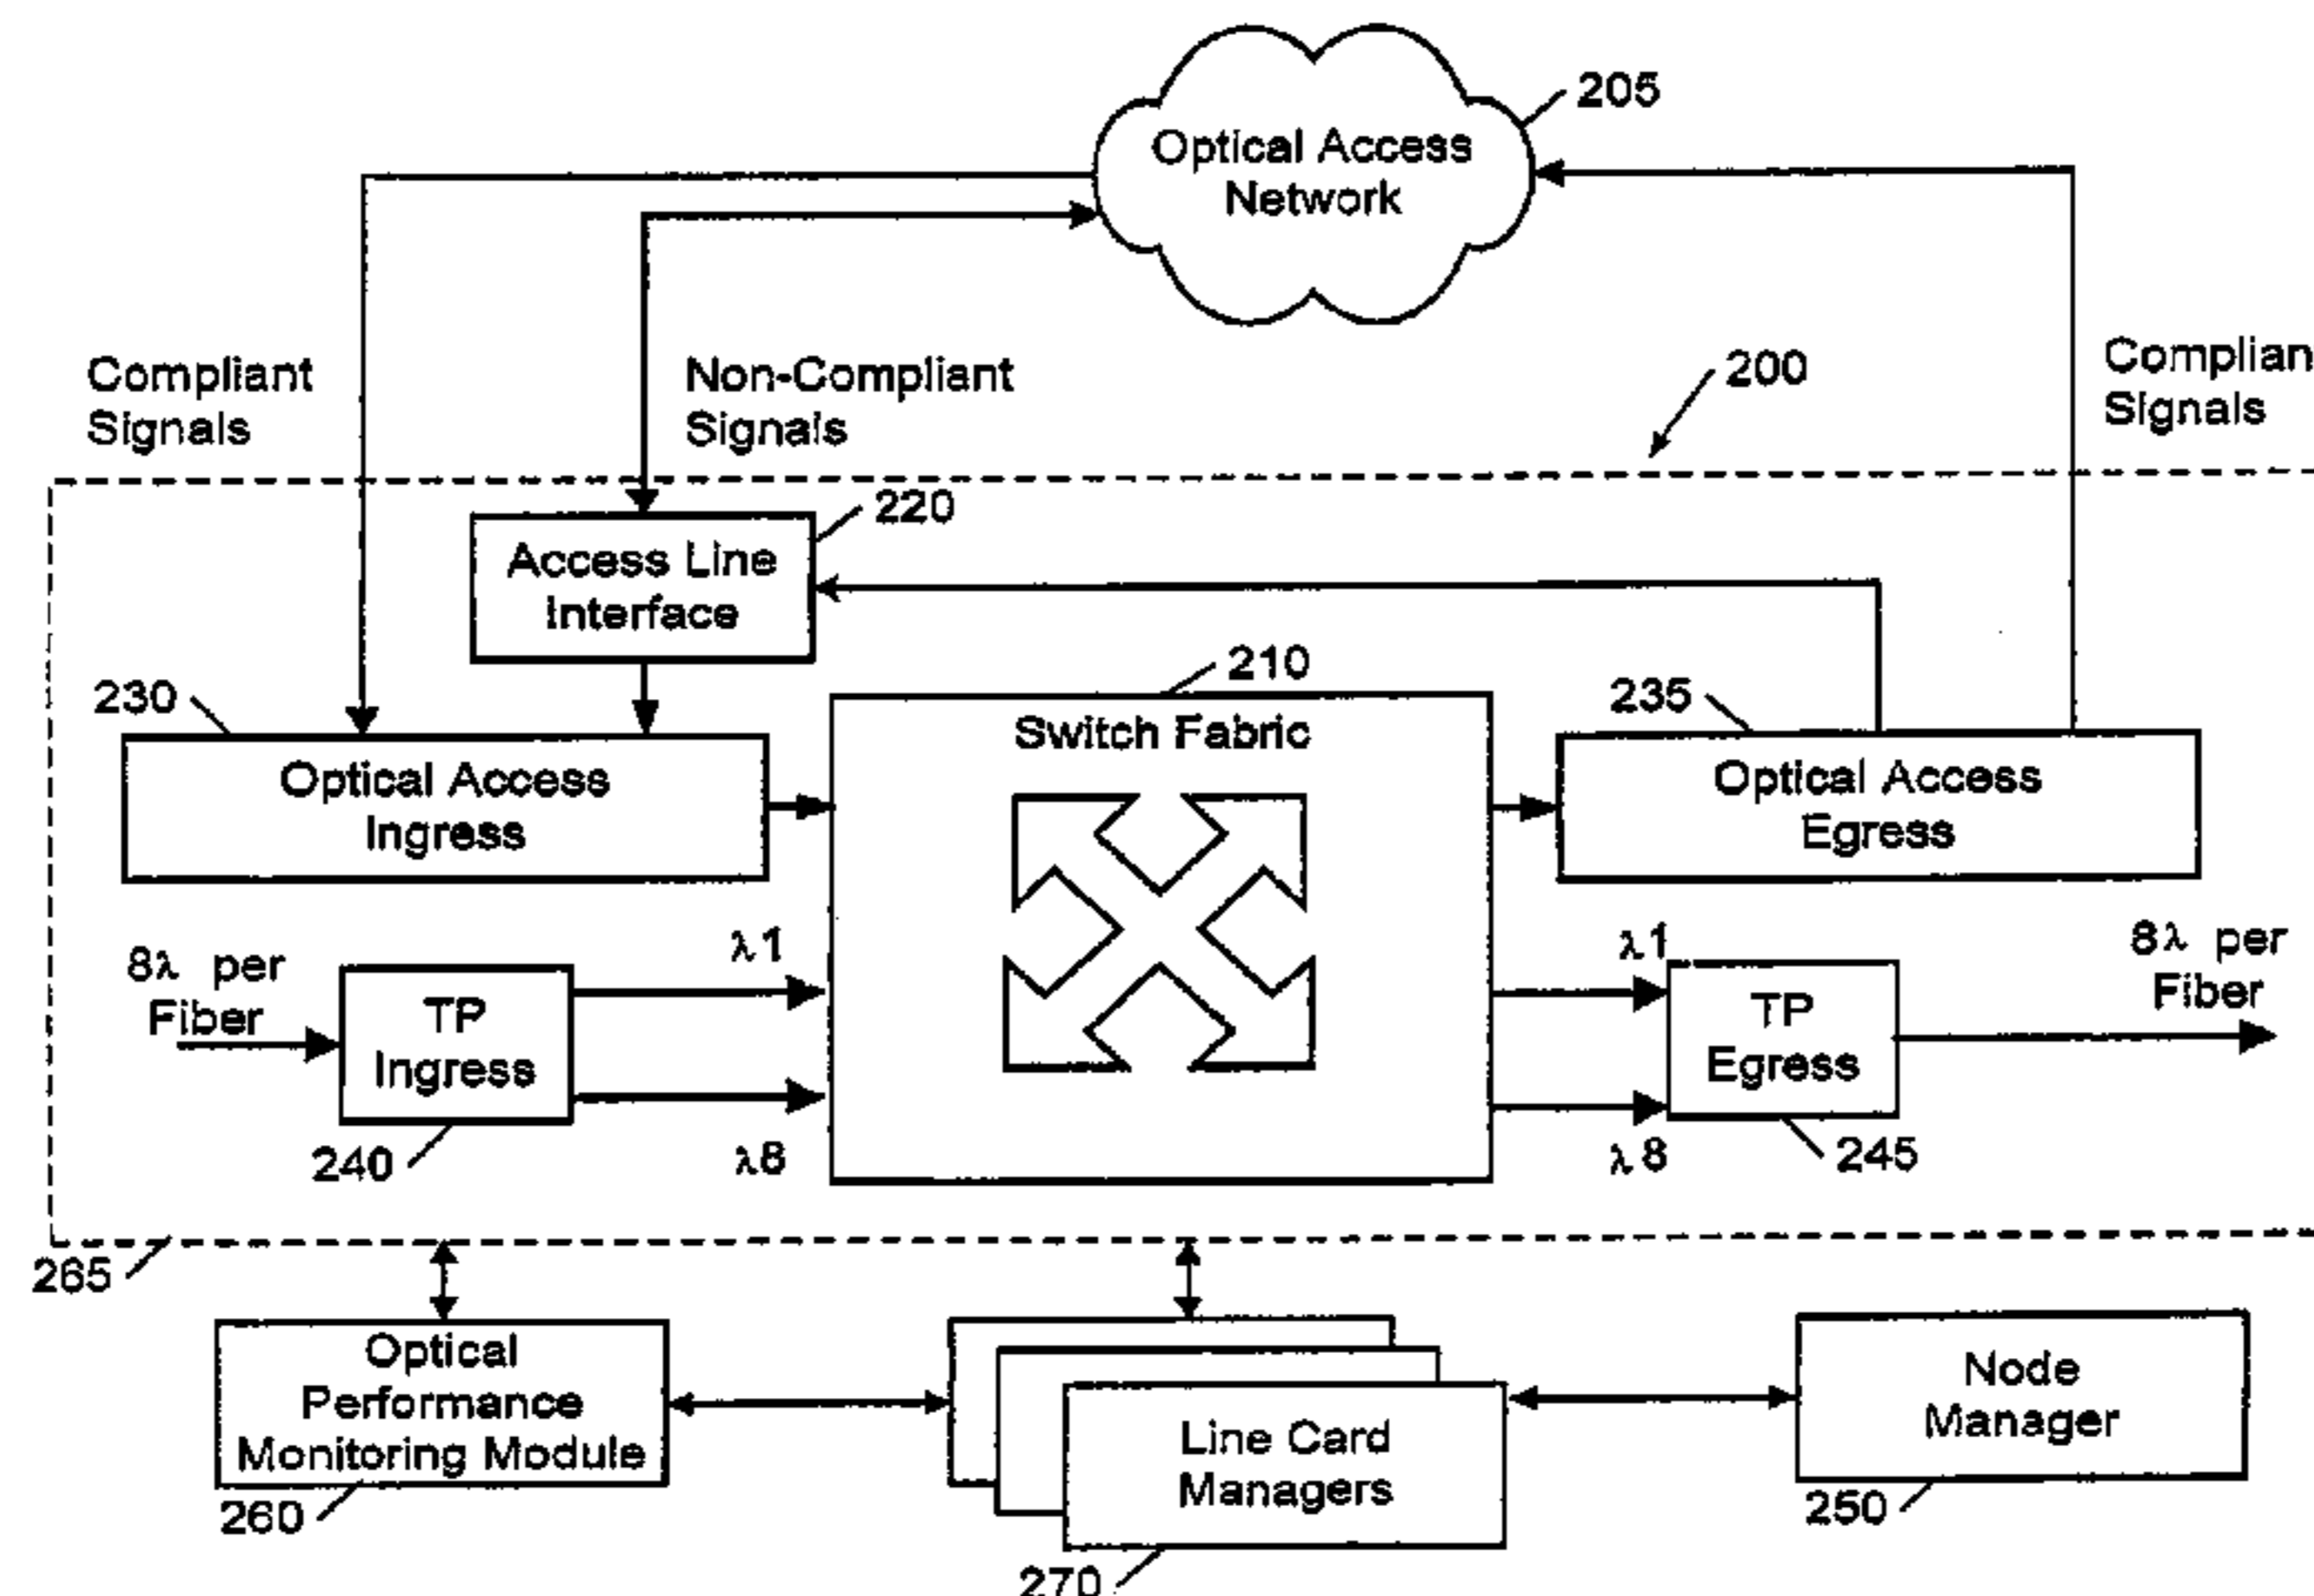 205
Optical Access
Network
Compliant
Signals
Non-Compliant
Signals
200
Complian
Signals
220
Access Line
Interface
210
230
235
Switch Fabric
Optical Access
Ingress
Optical Access
Egress
8λ per
Fiber
λ1
λ1
8λ per
Fiber
TP
Ingress
TP
Egress
240
λ8
λ8
245
265
Optical
Performance
Monitoring Module
Line Card
Managers
Node
Manager
260
250
270